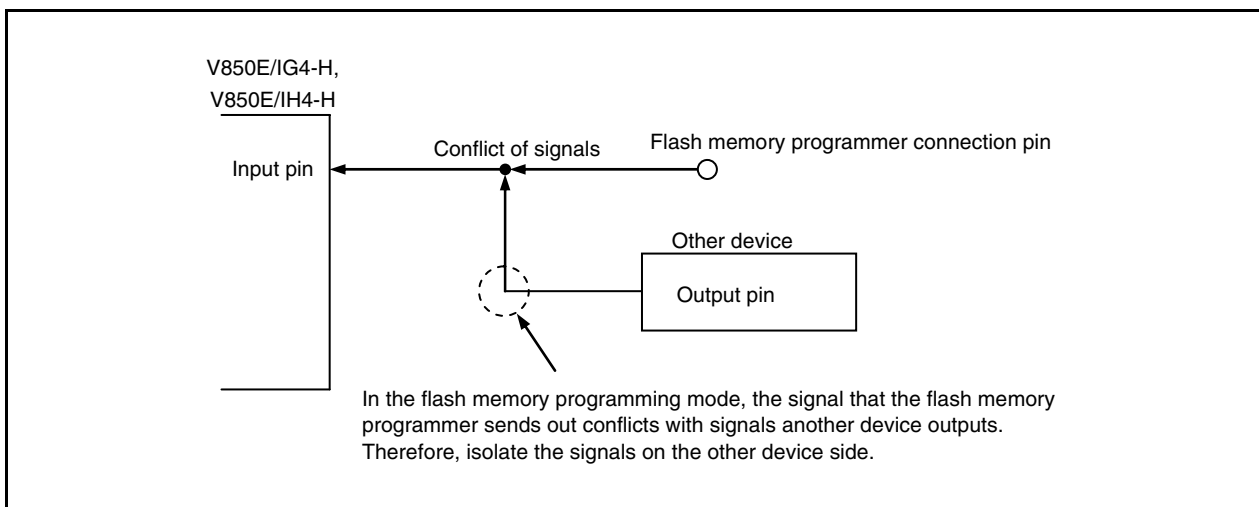 V850E/IG4-H,
V850E/IH4-H
Conflict of signals
Flash memory programmer connection pin
Input pin
Other device
Output pin
In the flash memory programming mode, the signal that the flash memory
programmer sends out conflicts with signals another device outputs.
Therefore, isolate the signals on the other device side.